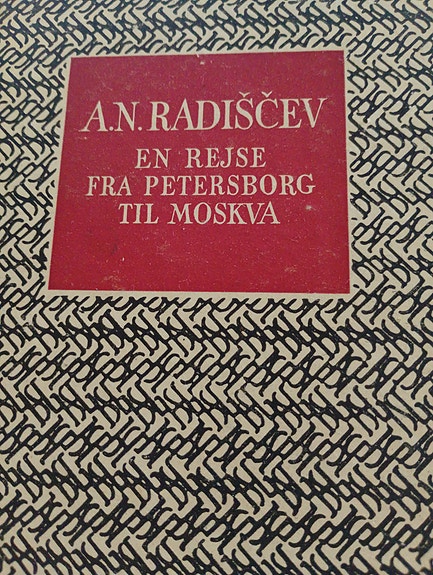 A.N. RADIŠČEV
EN REJSE
FRA PETERSBORG
TIL MOSKVA